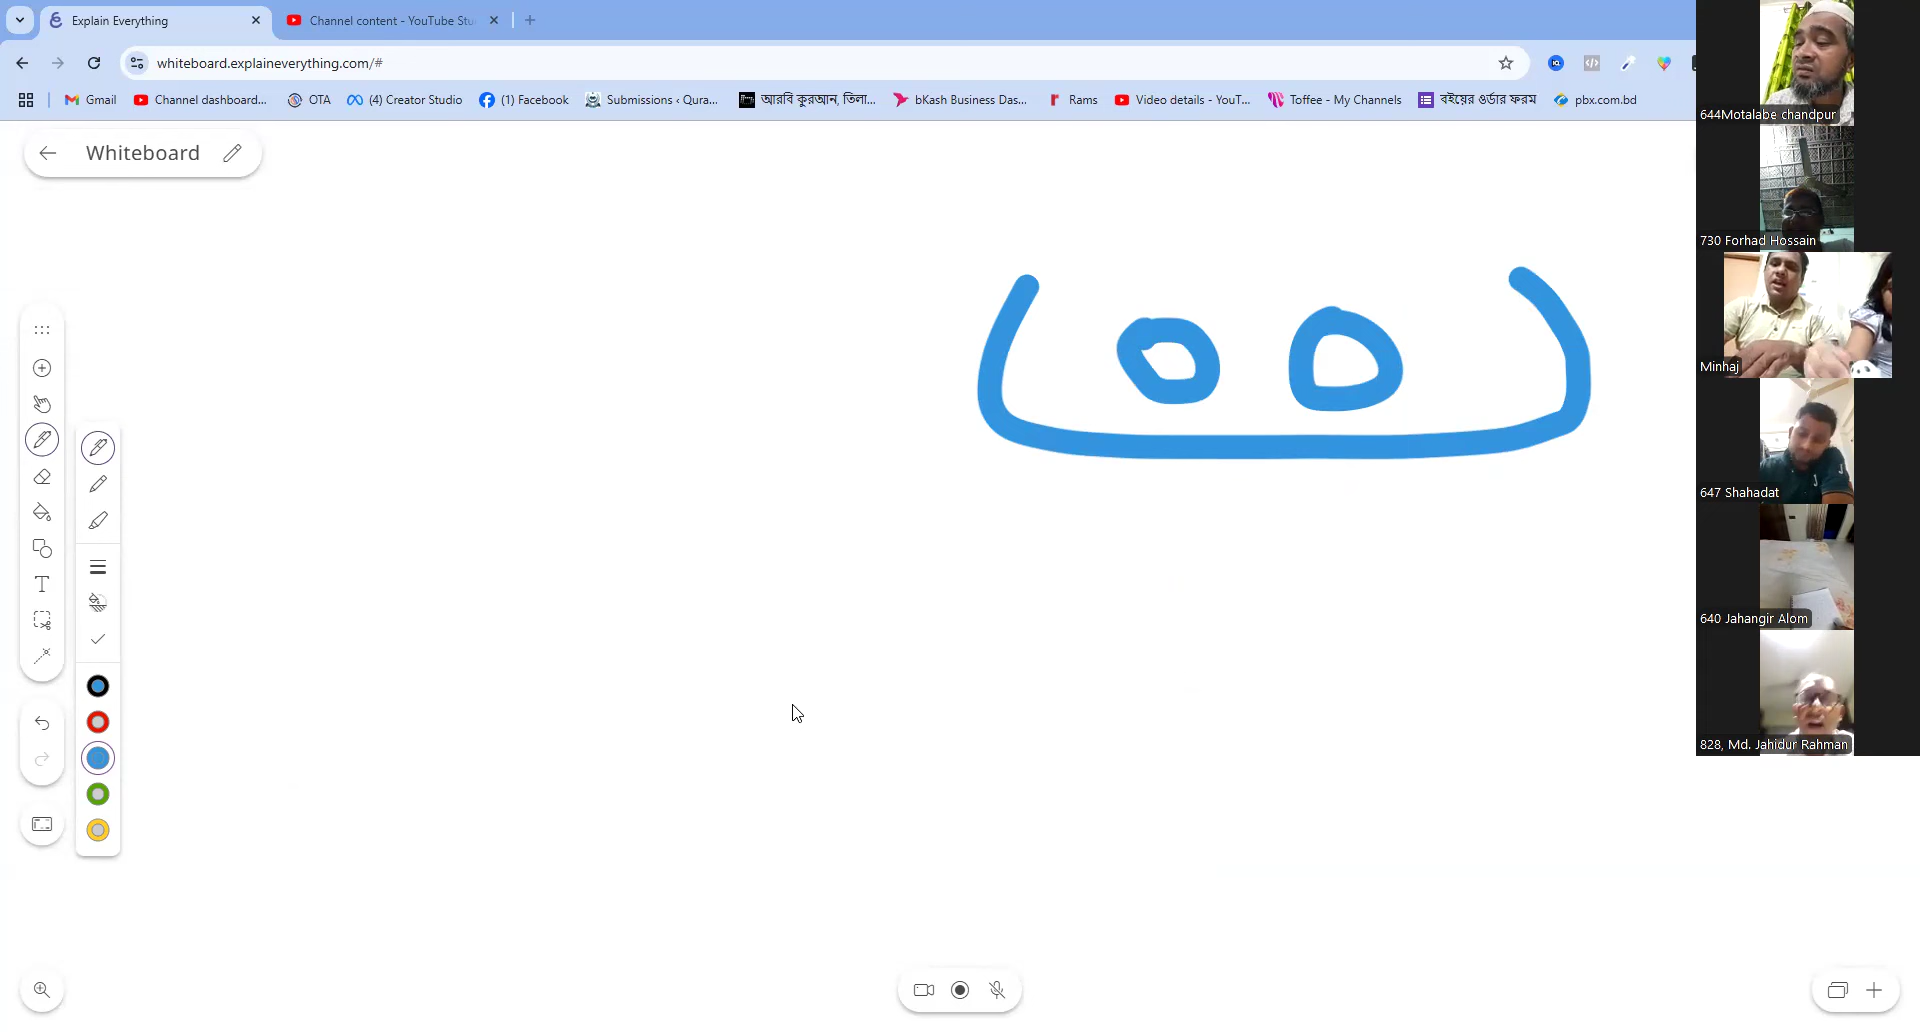 Explain Everything
Channel content - YouTube Stu
whiteboard.explaineverything.com/#
Gmail
Channel dashboard...
OTA
(4) Creator Studio
(1) Facebook
Submissions ‹ Qura...
আরবি কুরআন, তিলা...
bKash Business Das...
Rams
Video details - YouT...
Toffee - My Channels
বইয়ের ওর্ডার ফরম
pbx.com.bd
Whiteboard
644Motalabe chandpur
730 Forhad Hossain
Minhaj
647 Shahadat
640 Jahangir Alom
828, Md. Jahidur Rahman